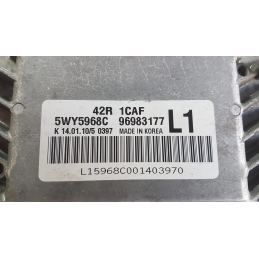 42R 1CAF
5WY5968C 96983177 L1
K 14.01.10/5 0397 MADE IN KOREA
L15968C001403970